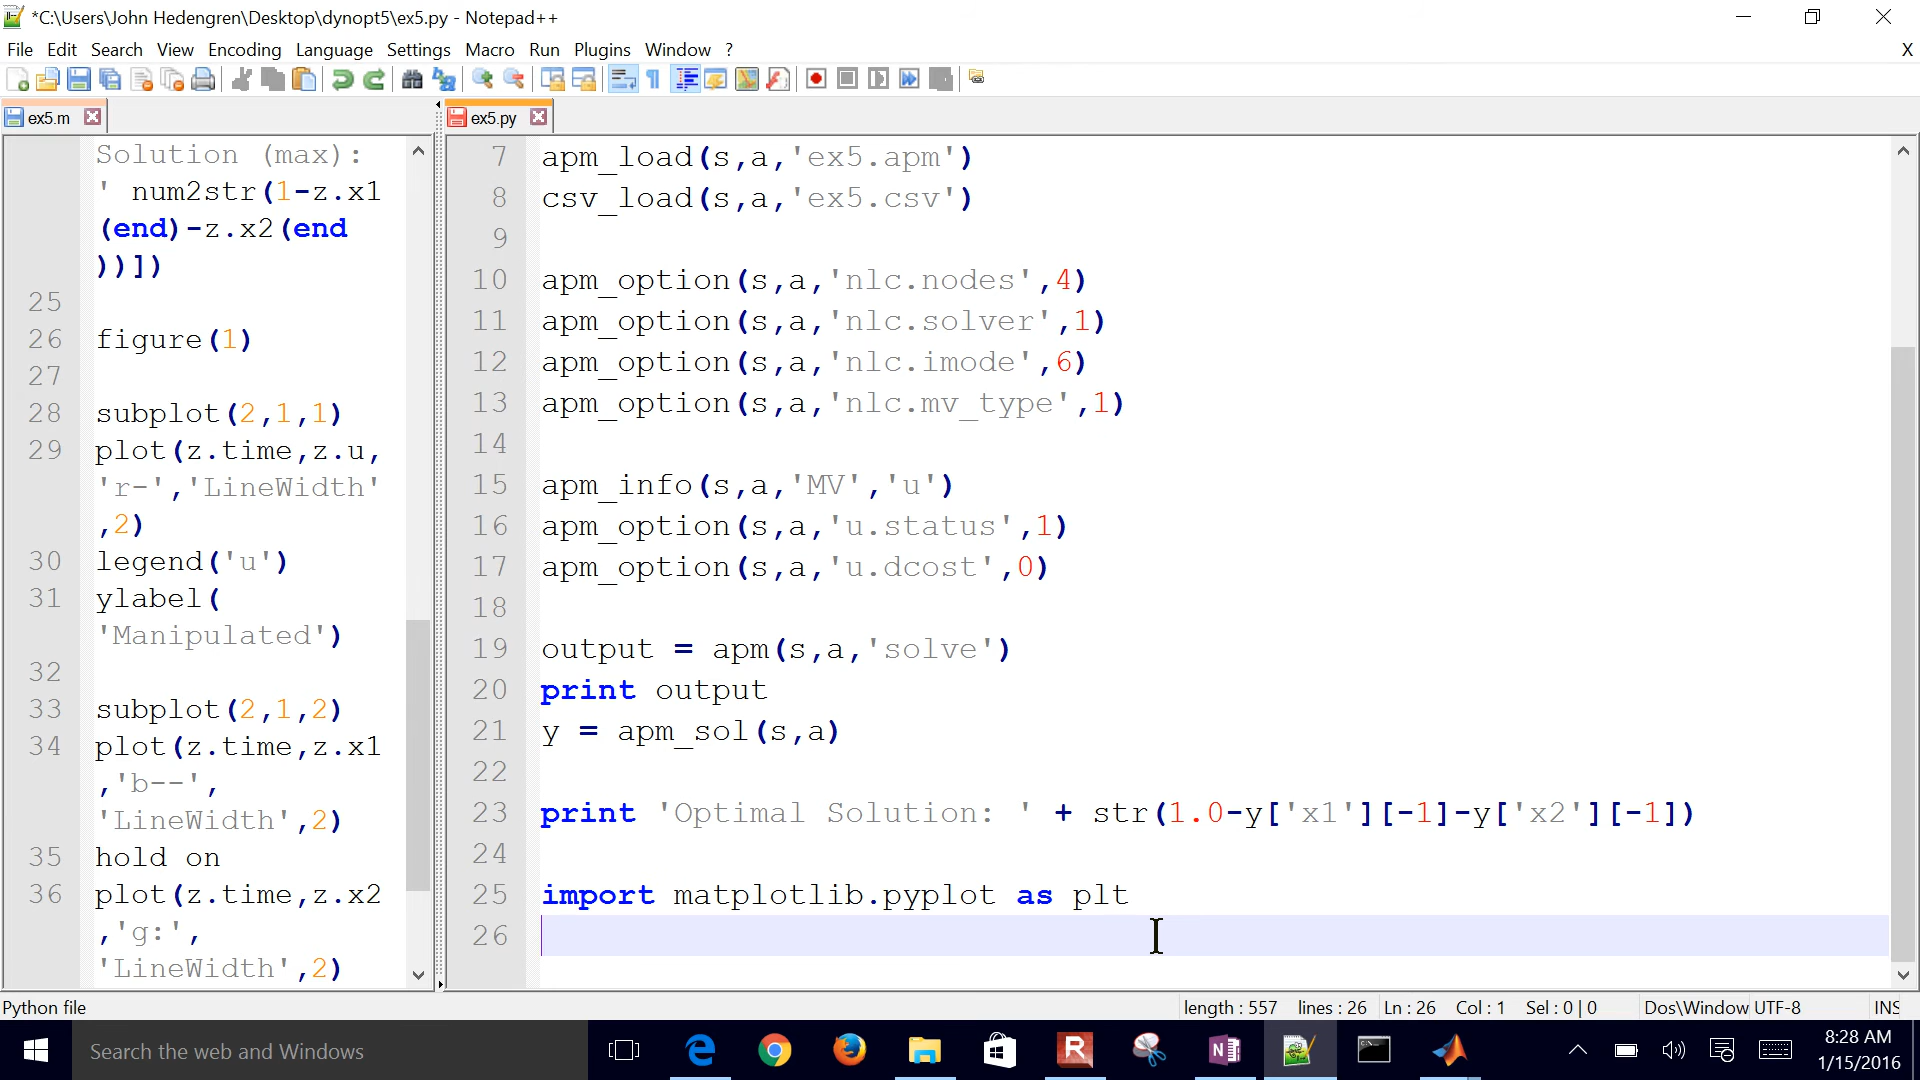 *C:\Users\John Hedengren\Desktop\dynopt5\ex5.py - Notepad++
File Edit Search View Encoding Language Settings Macro Run Plugins Window ? X
ex5.m
Solution (max):
' num2str(1-z.x1
(end)-z.x2(end
))])
25
26 figure(1)
27
28 subplot(2,1,1)
29 plot(z.time,z.u,
'r-','LineWidth'
,2)
30 legend('u')
31 ylabel(
'Manipulated')
32
33 subplot(2,1,2)
34 plot(z.time,z.x1
,'b--',
'LineWidth',2)
35 hold on
36 plot(z.time,z.x2
,'g:',
'LineWidth',2)
ex5.py
7 apm_load(s,a,'ex5.apm')
8 csv_load(s,a,'ex5.csv')
9
10 apm_option(s,a,'nlc.nodes',4)
11 apm_option(s,a,'nlc.solver',1)
12 apm_option(s,a,'nlc.imode',6)
13 apm_option(s,a,'nlc.mv_type',1)
14
15 apm_info(s,a,'MV','u')
16 apm_option(s,a,'u.status',1)
17 apm_option(s,a,'u.dcost',0)
18
19 output = apm(s,a,'solve')
20 print output
21 y = apm_sol(s,a)
22
23 print 'Optimal Solution: ' + str(1.0-y['x1'][-1]-y['x2'][-1])
24
25 import matplotlib.pyplot as plt
26
Python file length : 557 lines : 26 Ln : 26 Col : 1 Sel : 0 | 0 Dos\Window UTF-8 INS
Search the web and Windows
8:28 AM
1/15/2016